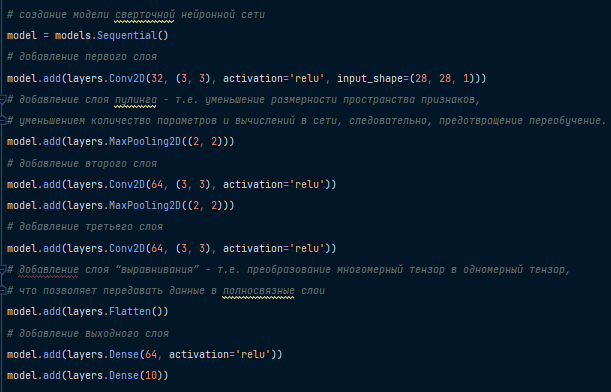 # создание модели сверточной нейронной сети
model = models.Sequential()
# добавление первого слоя
model.add(layers.Conv2D(32, (3, 3), activation='relu', input_shape=(28, 28, 1)))
# добавление слоя пулинга - т.е. уменьшение размерности пространства признаков,
# уменьшением количество параметров и вычислений в сети, следовательно, предотвращение переобучение.
model.add(layers.MaxPooling2D((2, 2)))
# добавление второго слоя
model.add(layers.Conv2D(64, (3, 3), activation='relu'))
model.add(layers.MaxPooling2D((2, 2)))
# добавление третьего слоя
model.add(layers.Conv2D(64, (3, 3), activation='relu'))
# добавление слоя “выравнивания” - т.е. преобразование многомерный тензор в одномерный тензор,
# что позволяет передавать данные в полносвязные слои
model.add(layers.Flatten())
# добавление выходного слоя
model.add(layers.Dense(64, activation='relu'))
model.add(layers.Dense(10))